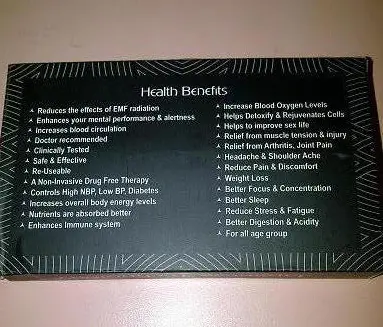 Health Benefits
Reduces the effects of EMF radiation
Enhances your mental performance & alertness
Increases blood circulation
Doctor recommended
Clinically Tested
Safe & Effective
Re-Useable
A Non-Invasive Drug Free Therapy
Controls High NBP, Low BP, Diabetes
Increases overall body energy levels
Nutrients are absorbed better
Enhances Immune system
Increase Blood Oxygen Levels
Helps Detoxify & Rejuvenates Cells
Helps to improve sex life
Relief from muscle tension & injury
Relief from Arthritis, Joint Pain
Headache & Shoulder Ache
Reduce Pain & Discomfort
Weight Loss
Better Focus & Concentration
Better Sleep
Reduce Stress & Fatigue
Better Digestion & Acidity
For all age group